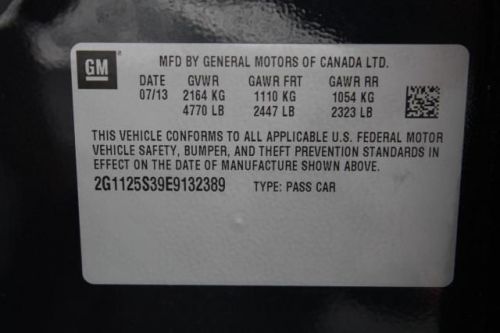 GM
MFD BY GENERAL MOTORS OF CANADA LTD.
DATE GVWR GAWR FRT GAWR RR
07/13 2164 KG 1110 KG 1054 KG
4770 LB 2447 LB 2323 LB
THIS VEHICLE CONFORMS TO ALL APPLICABLE U.S. FEDERAL MOTOR
VEHICLE SAFETY, BUMPER, AND THEFT PREVENTION STANDARDS IN
EFFECT ON THE DATE OF MANUFACTURE SHOWN ABOVE.
2G1125S39E9132389 TYPE: PASS CAR